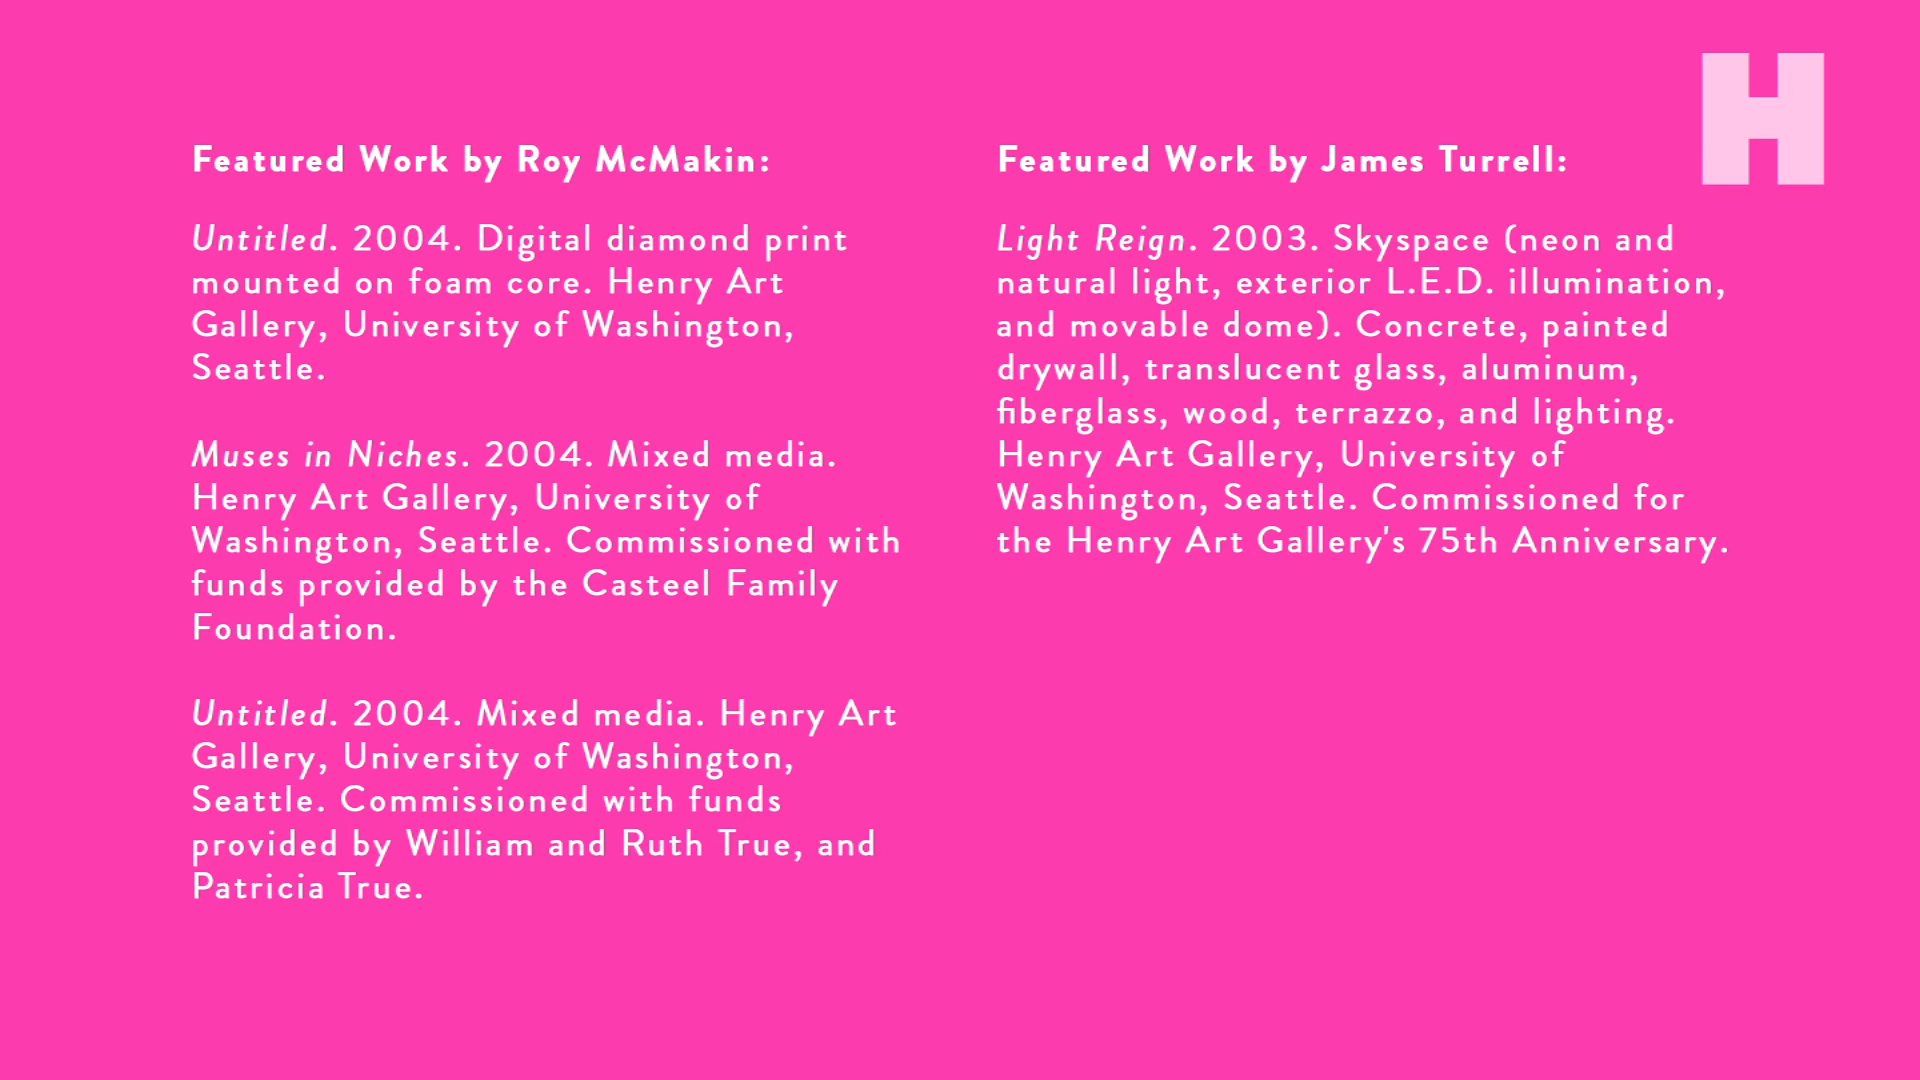 H
Featured Work by Roy McMakin:
Untitled. 2004. Digital diamond print
mounted on foam core. Henry Art
Gallery, University of Washington,
Seattle.
Muses in Niches. 2004. Mixed media.
Henry Art Gallery, University of
Washington, Seattle. Commissioned with
funds provided by the Casteel Family
Foundation.
Untitled. 2004. Mixed media. Henry Art
Gallery, University of Washington,
Seattle. Commissioned with funds
provided by William and Ruth True, and
Patricia True.
Featured Work by James Turrell:
Light Reign. 2003. Skyspace (neon and
natural light, exterior L.E.D. illumination,
and movable dome). Concrete, painted
drywall, translucent glass, aluminum,
fiberglass, wood, terrazzo, and lighting.
Henry Art Gallery, University of
Washington, Seattle. Commissioned for
the Henry Art Gallery's 75th Anniversary.